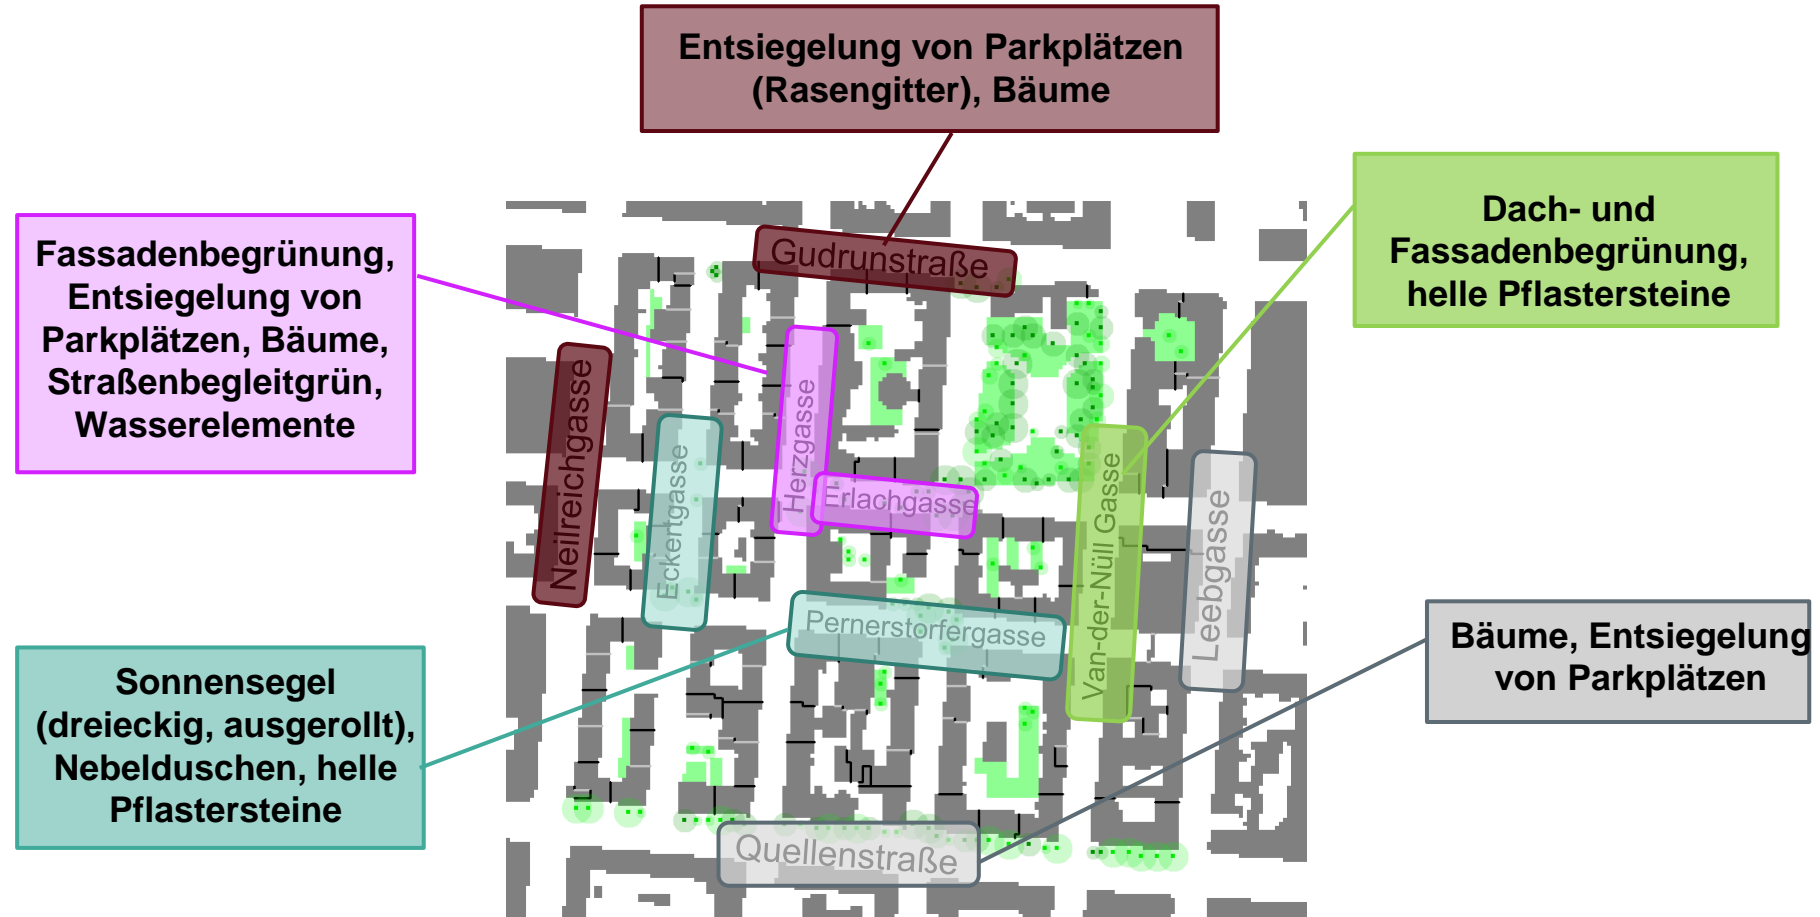 Entsiegelung von Parkplätzen
(Rasengitter), Bäume
Dach- und
Fassadenbegrünung,
helle Pflastersteine
Fassadenbegrünung,
Entsiegelung von
Parkplätzen, Bäume,
Straßenbegleitgrün,
Wasserelemente
Gudrunstraße
Neilreichgasse
Eckertgasse
Herzgasse
Erlachgasse
Van-der-Nüll Gasse
Leebgasse
Pernerstorfergasse
Sonnensegel
(dreieckig, ausgerollt),
Nebelduschen, helle
Pflastersteine
Bäume, Entsiegelung
von Parkplätzen
Quellenstraße